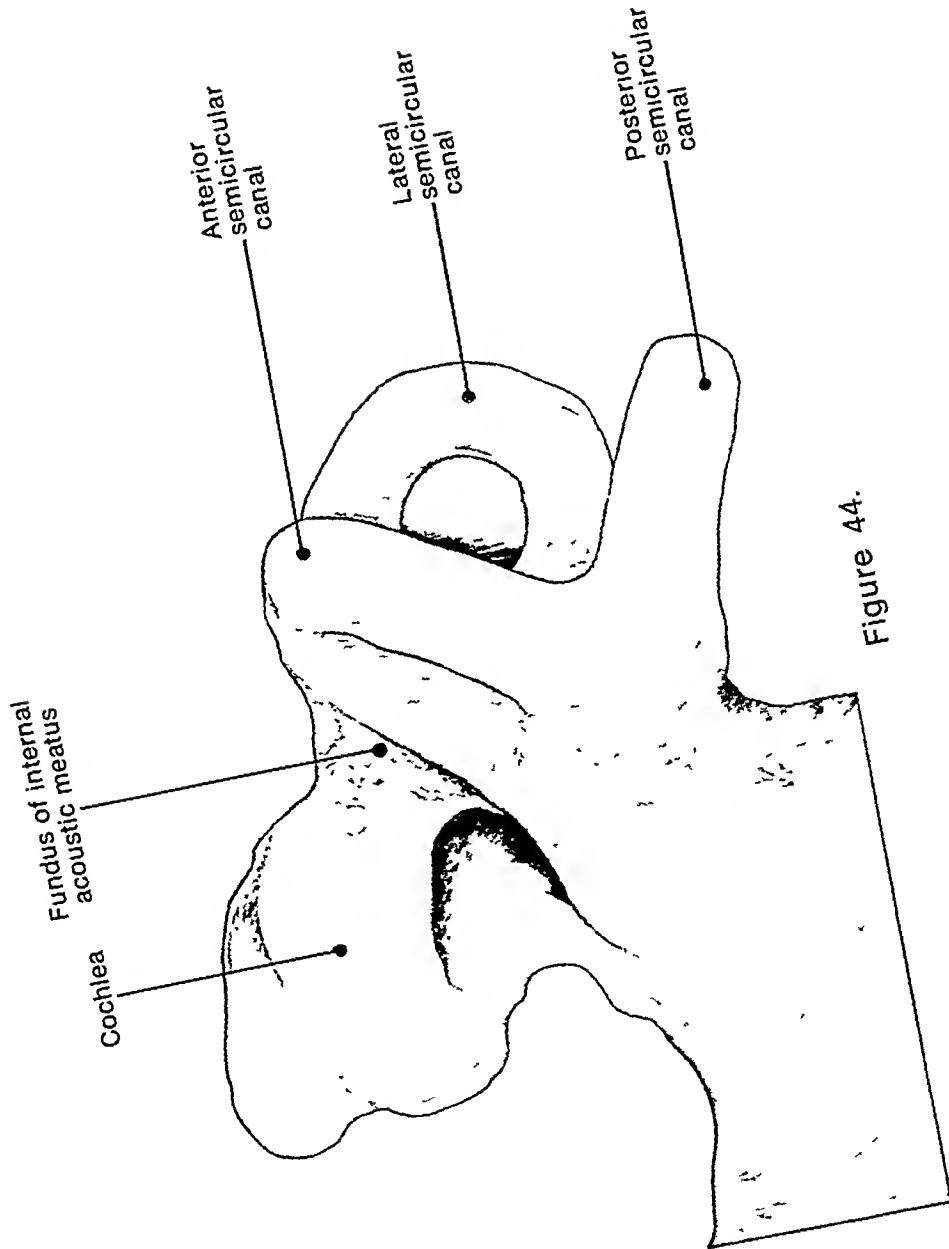 Cochlea
Fundus of internal
acoustic meatus
Anterior
semicircular
canal
Lateral
semicircular
canal
Posterior
semicircular
canal
Figure 44.